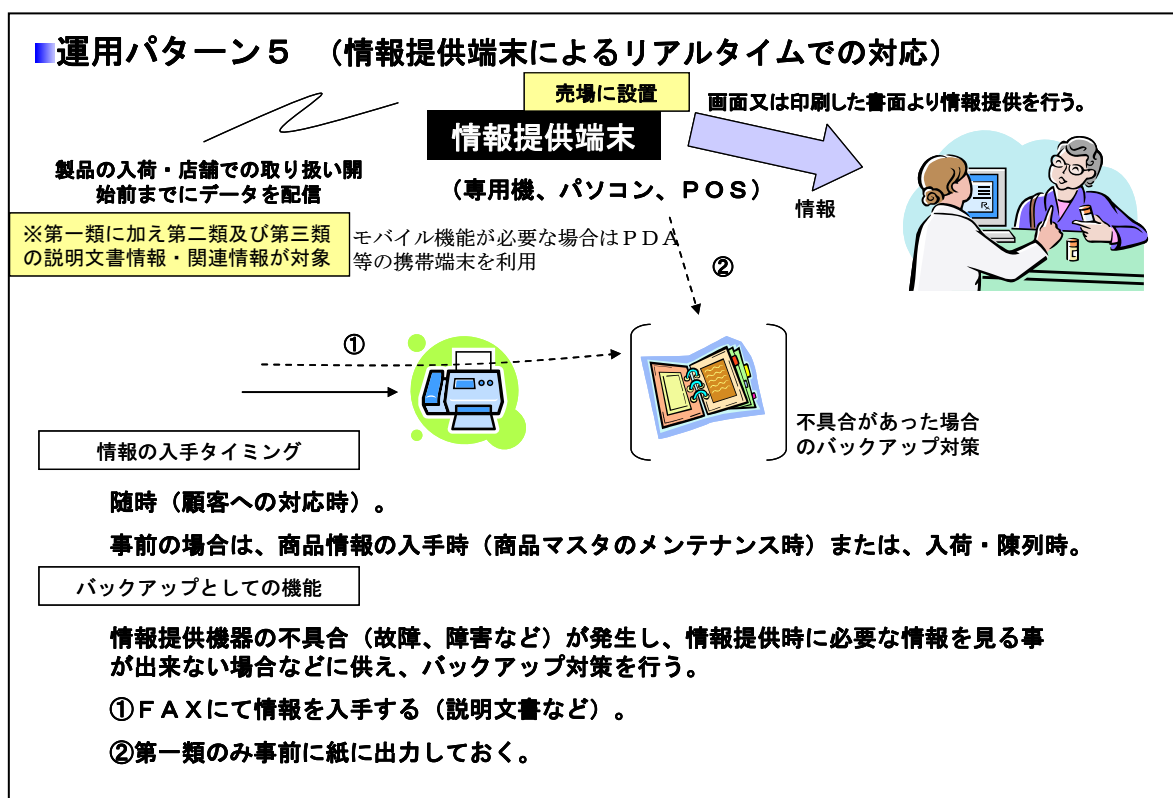 ■運用パターン５　（情報提供端末によるリアルタイムでの対応）
売場に設置
画面又は印刷した書面より情報提供を行う。
情報提供端末
製品の入荷・店舗での取り扱い開
始前までにデータを配信
（専用機、パソコン、ＰＯＳ）
情報
※第一類に加え第二類及び第三類
の説明文書情報・関連情報が対象
モバイル機能が必要な場合はＰＤＡ
等の携帯端末を利用
②
①
不具合があった場合
のバックアップ対策
情報の入手タイミング
随時（顧客への対応時）。
事前の場合は、商品情報の入手時（商品マスタのメンテナンス時）または、入荷・陳列時。
バックアップとしての機能
情報提供機器の不具合（故障、障害など）が発生し、情報提供時に必要な情報を見る事
が出来ない場合などに供え、バックアップ対策を行う。
①ＦＡＸにて情報を入手する（説明文書など）。
②第一類のみ事前に紙に出力しておく。